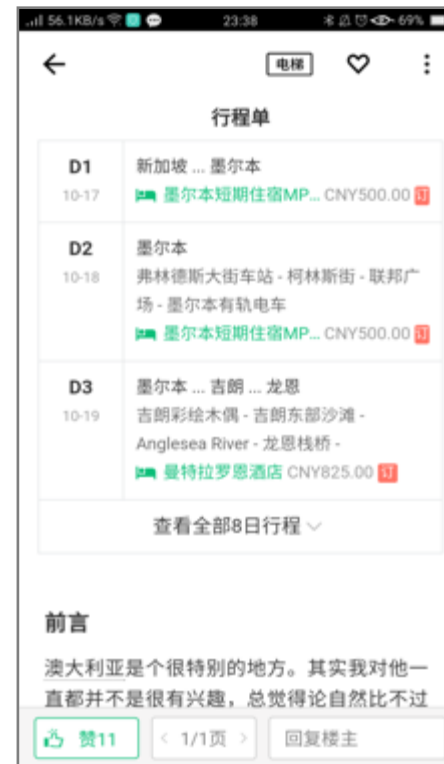 56.1KB/s 23:38 69%
电梯
行程单
D1 新加坡 ... 墨尔本
10-17 墨尔本短期住宿MP... CNY500.00 订
D2 墨尔本
10-18 弗林德斯大街车站 - 柯林斯街 - 联邦广
场 - 墨尔本有轨电车
墨尔本短期住宿MP... CNY500.00 订
D3 墨尔本 ... 吉朗 ... 龙恩
10-19 吉朗彩绘木偶 - 吉朗东部沙滩 -
Anglesea River - 龙恩栈桥 -
曼特拉罗恩酒店 CNY825.00 订
查看全部8日行程
前言
澳大利亚是个很特别的地方。其实我对他一
直都并不是很有兴趣，总觉得论自然比不过
赞11 < 1/1页 > 回复楼主